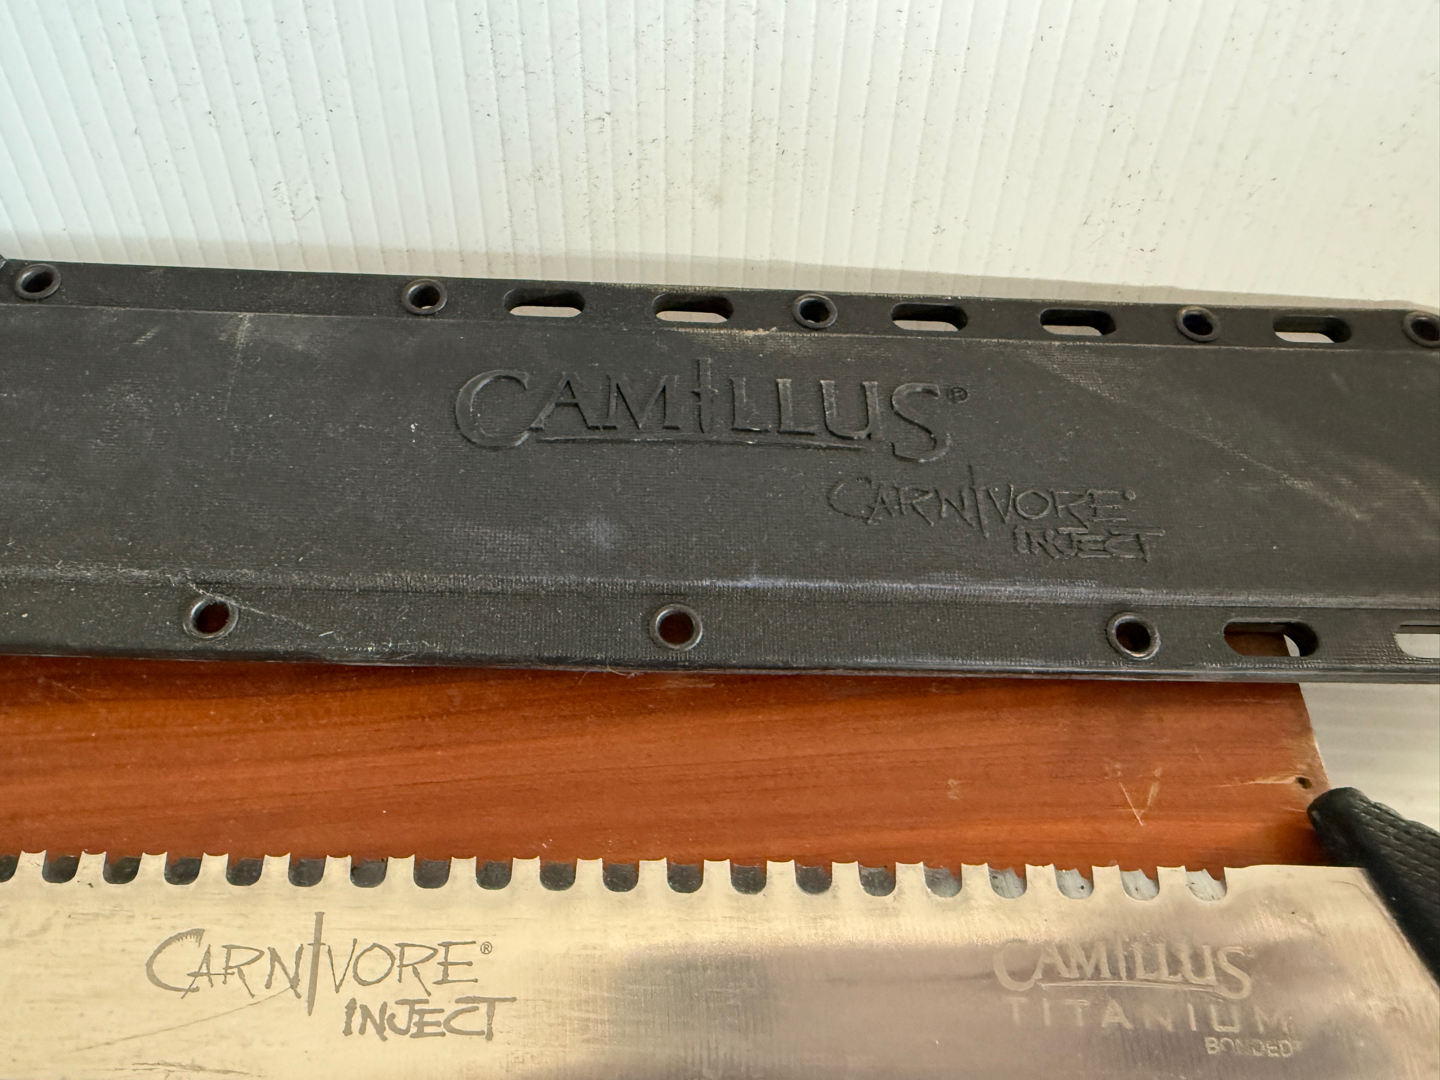 CAMILLUS®
CARNIVORE®
INJECT
CARNIVORE®
INJECT
CAMILLUS
TITANIUM
BONDED®